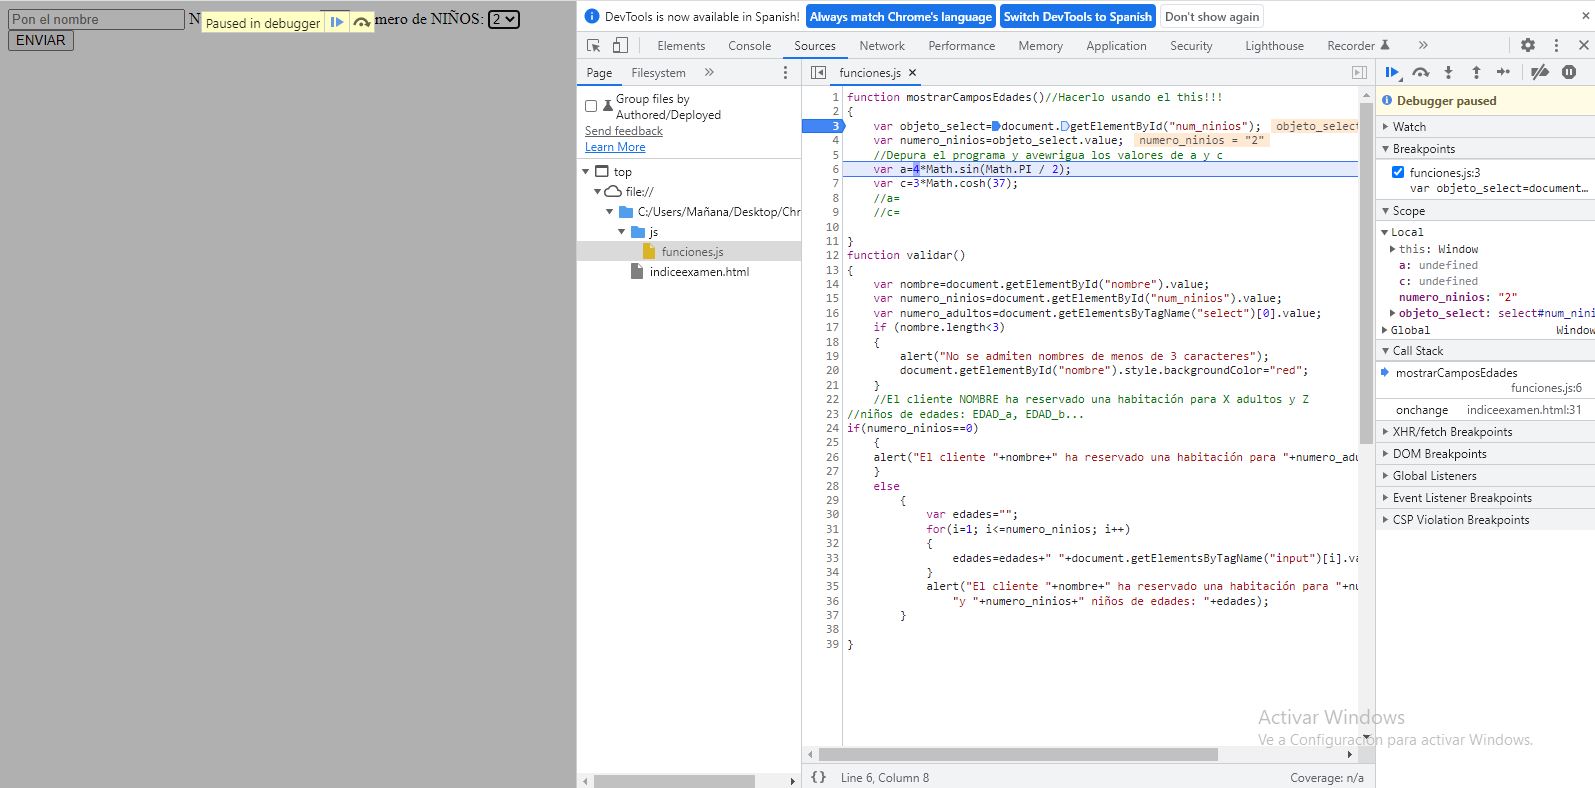 Pon el nombre N Paused in debugger mero de NIÑOS: 2
ENVIAR
DevTools is now available in Spanish! Always match Chrome's language Switch DevTools to Spanish Don't show again
Elements Console Sources Network Performance Memory Application Security Lighthouse Recorder
Page Filesystem
Group files by
Authored/Deployed
Send feedback
Learn More
top
file://
C:/Users/Mañana/Desktop/Chr
js
funciones.js
indiceexamen.html
funciones.js
1 function mostrarCamposEdades()//Hacerlo usando el this!!!
2 {
3 var objeto_select=document.getElementById("num_ninios"); objeto_select
4 var numero_ninios=objeto_select.value; numero_ninios = "2"
5 //Depura el programa y avewrigua los valores de a y c
6 var a=4*Math.sin(Math.PI / 2);
7 var c=3*Math.cosh(37);
8 //a=
9 //c=
10
11 }
12 function validar()
13 {
14 var nombre=document.getElementById("nombre").value;
15 var numero_ninios=document.getElementById("num_ninios").value;
16 var numero_adultos=document.getElementsByTagName("select")[0].value;
17 if (nombre.length<3)
18 {
19 alert("No se admiten nombres de menos de 3 caracteres");
20 document.getElementById("nombre").style.backgroundColor="red";
21 }
22 //El cliente NOMBRE ha reservado una habitación para X adultos y Z
23 //niños de edades: EDAD_a, EDAD_b...
24 if(numero_ninios==0)
25 {
26 alert("El cliente "+nombre+" ha reservado una habitación para "+numero_adu
27 }
28 else
29 {
30 var edades="";
31 for(i=1; i<=numero_ninios; i++)
32 {
33 edades=edades+" "+document.getElementsByTagName("input")[i].va
34 }
35 alert("El cliente "+nombre+" ha reservado una habitación para "+nu
36 "y "+numero_ninios+" niños de edades: "+edades);
37 }
38
39 }
{} Line 6, Column 8 Coverage: n/a
Debugger paused
Watch
Breakpoints
funciones.js:3
var objeto_select=document…
Scope
Local
this: Window
a: undefined
c: undefined
numero_ninios: "2"
objeto_select: select#num_nini
Global Window
Call Stack
mostrarCamposEdades
funciones.js:6
onchange indiceexamen.html:31
XHR/fetch Breakpoints
DOM Breakpoints
Global Listeners
Event Listener Breakpoints
CSP Violation Breakpoints
Activar Windows
Ve a Configuración para activar Windows.